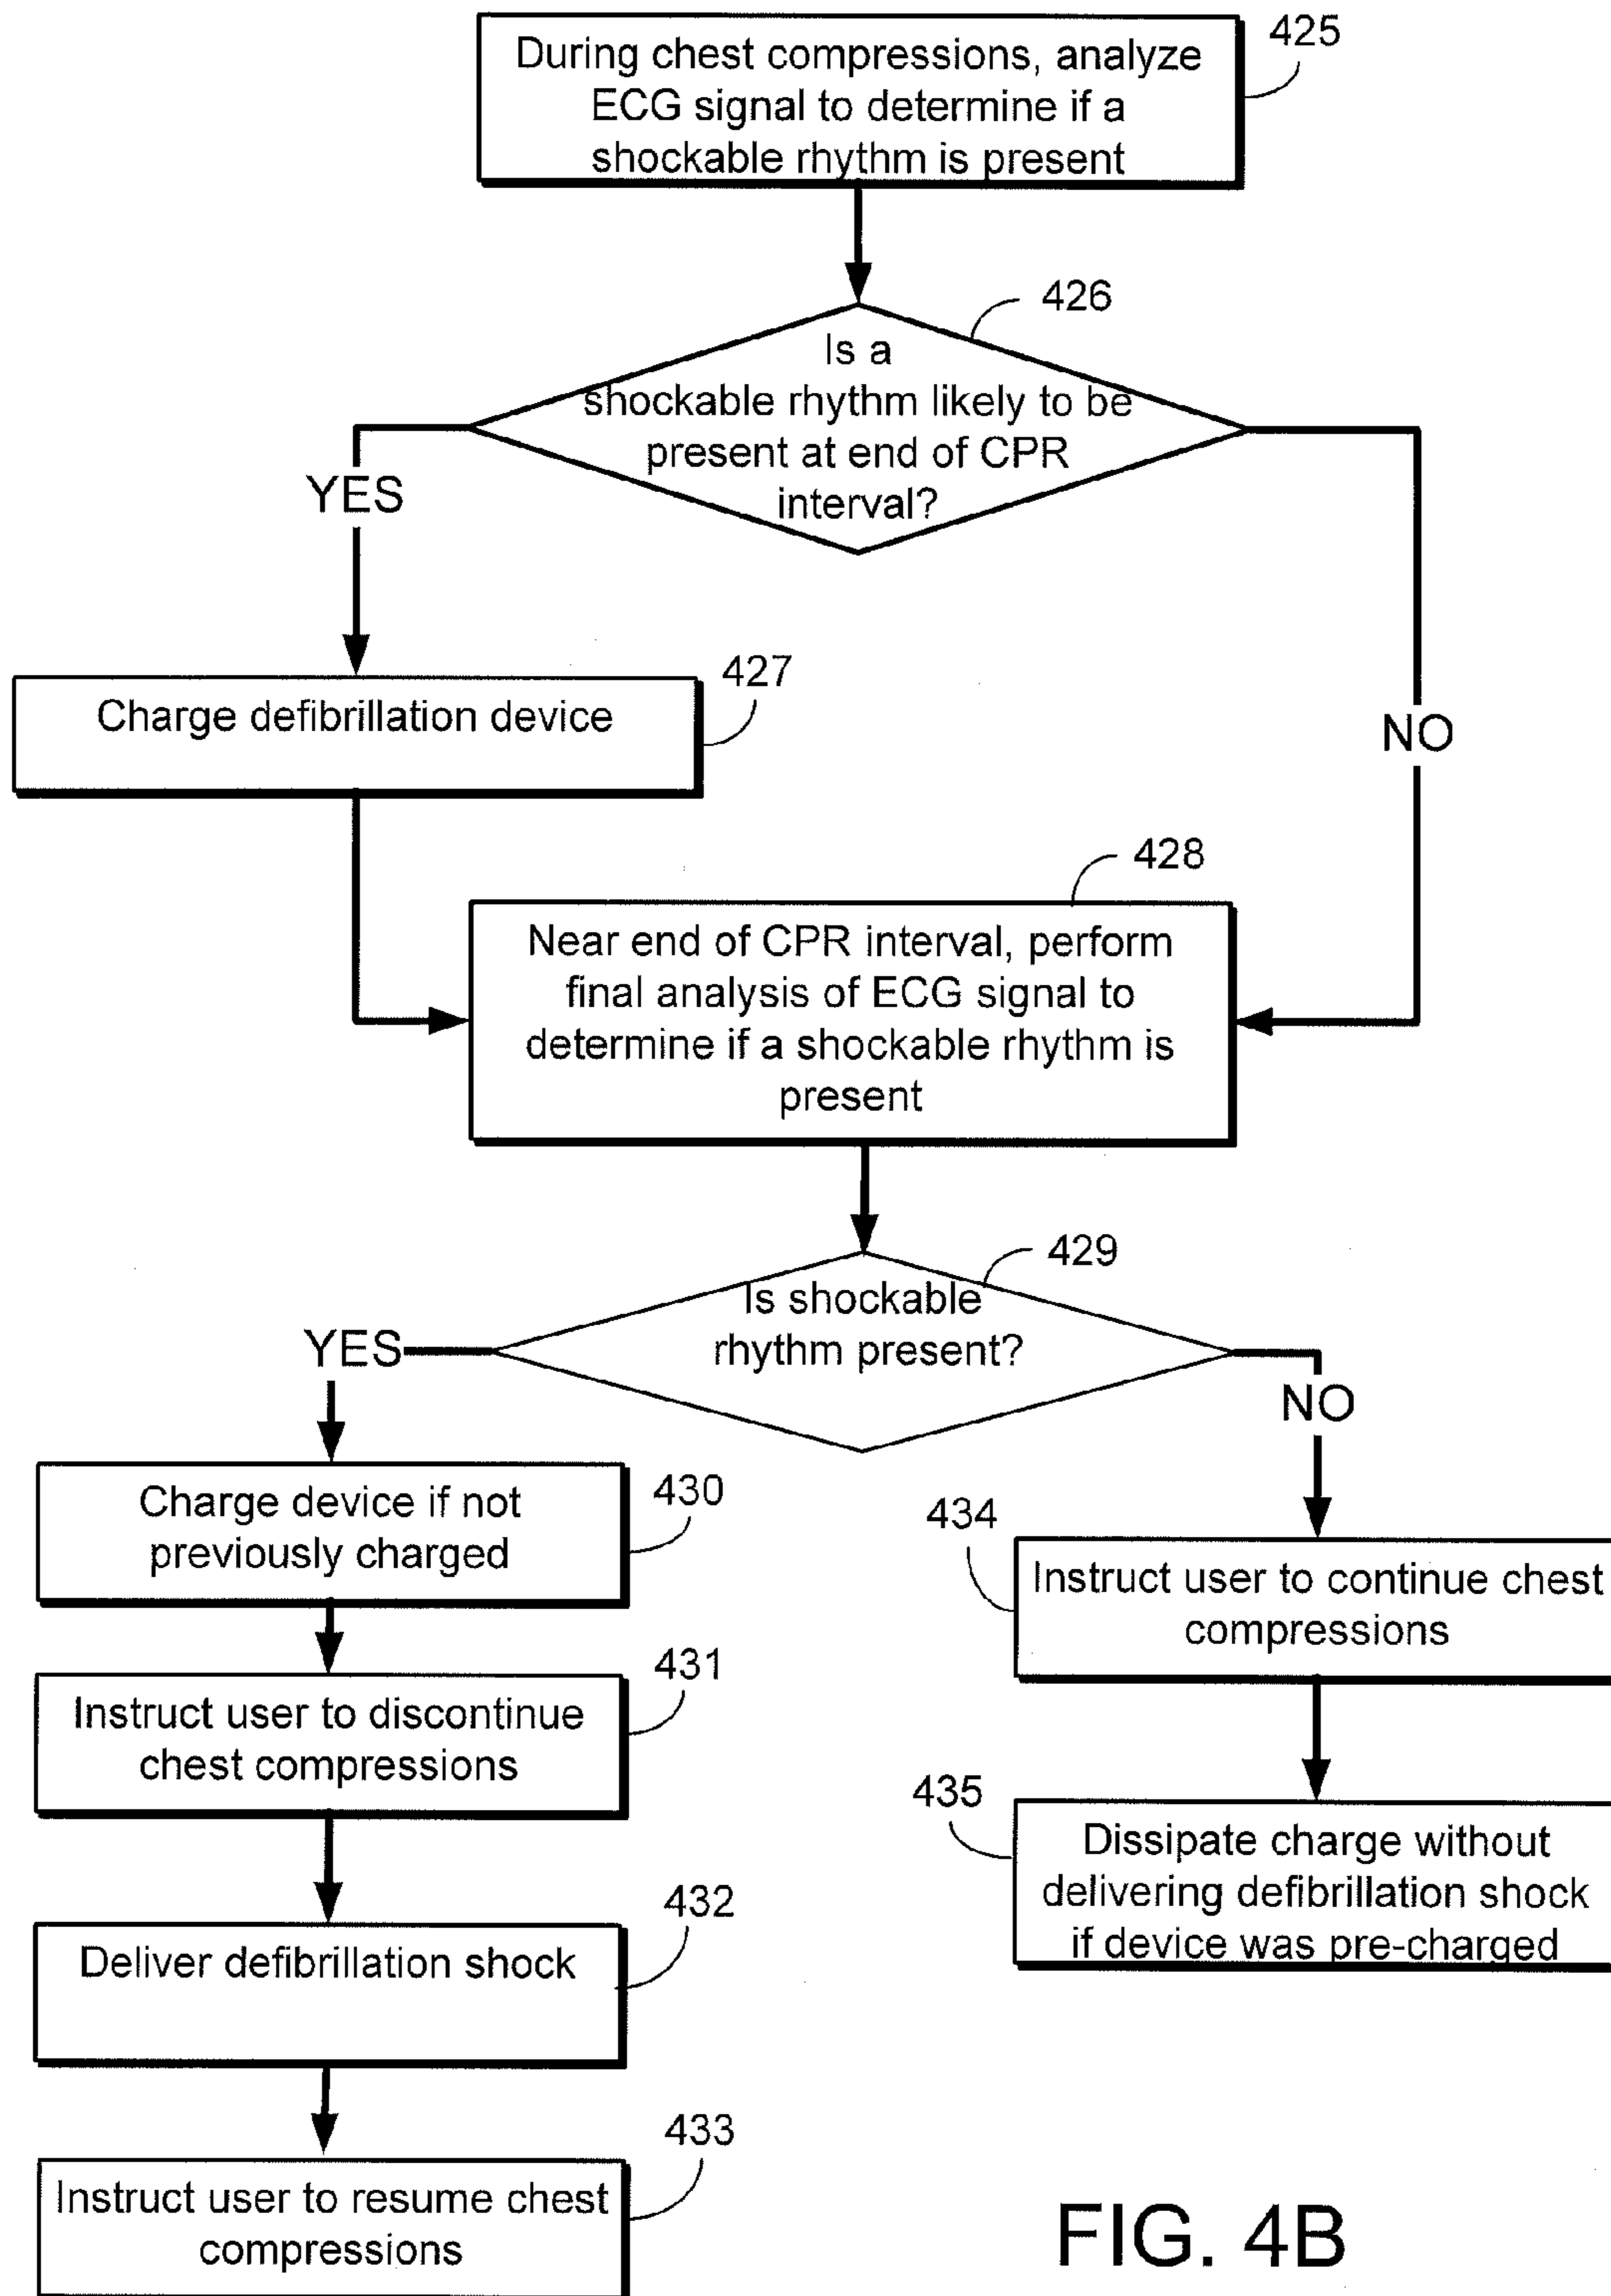 During chest compressions, analyze
ECG signal to determine if a
shockable rhythm is present
425
426
Is a
shockable rhythm likely to be
present at end of CPR
interval?
YES
NO
427
Charge defibrillation device
428
Near end of CPR interval, perform
final analysis of ECG signal to
determine if a shockable rhythm is
present
429
Is shockable
rhythm present?
YES
NO
430
Charge device if not
previously charged
434
Instruct user to continue chest
compressions
431
Instruct user to discontinue
chest compressions
435
Dissipate charge without
delivering defibrillation shock
if device was pre-charged
432
Deliver defibrillation shock
433
Instruct user to resume chest
compressions
FIG. 4B